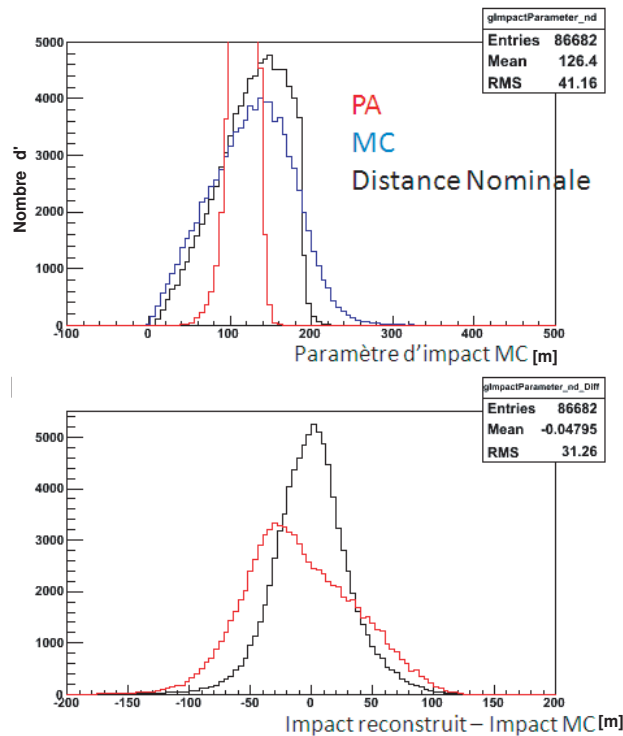 gImpactParameter_nd
Entries 86682
Mean 126.4
RMS 41.16
5000
4000
3000
2000
1000
0
Nombre d'
PA
MC
Distance Nominale
-100 0 100 200 300 400 500
Paramètre d'impact MC [m]
gImpactParameter_nd_Diff
Entries 86682
Mean -0.04795
RMS 31.26
5000
4000
3000
2000
1000
0
-200 -150 -100 -50 0 50 100 150 200
Impact reconstruit – Impact MC [m]